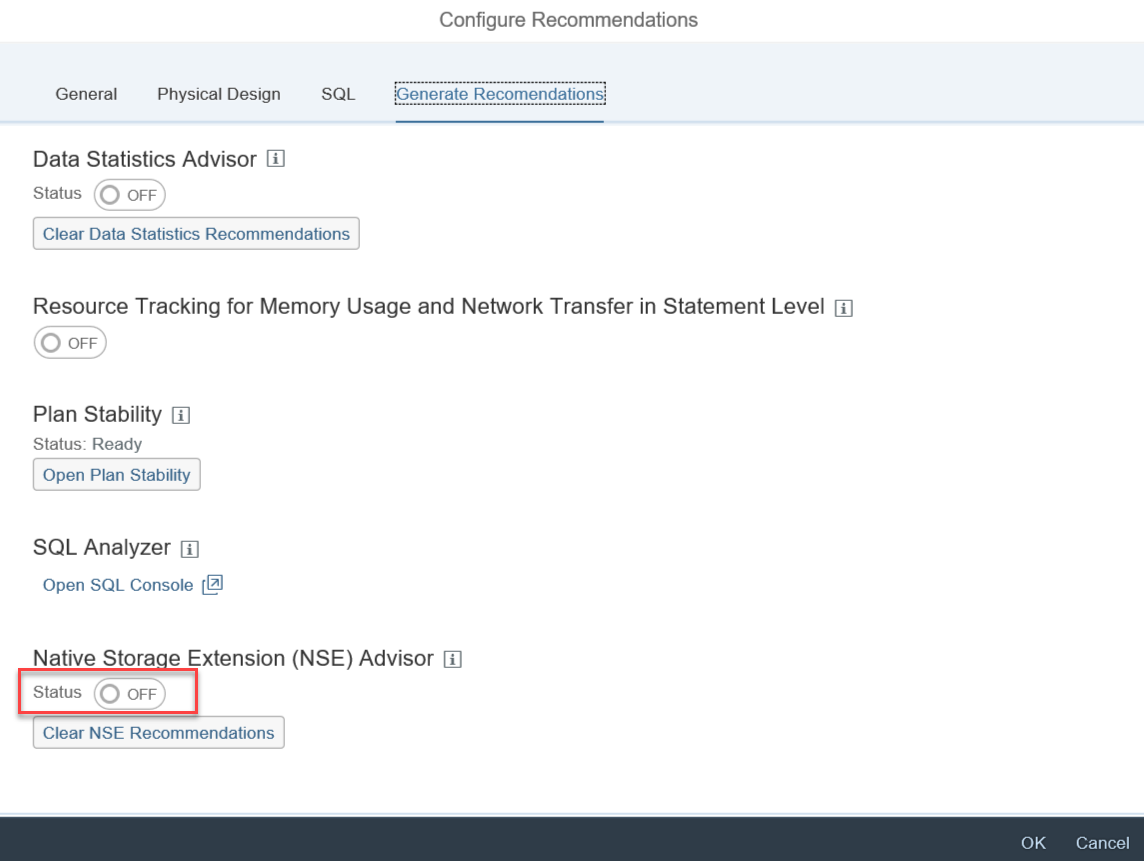 Configure Recommendations
General Physical Design SQL Generate Recomendations
Data Statistics Advisor
Status OFF
Clear Data Statistics Recommendations
Resource Tracking for Memory Usage and Network Transfer in Statement Level
OFF
Plan Stability
Status: Ready
Open Plan Stability
SQL Analyzer
Open SQL Console
Native Storage Extension (NSE) Advisor
Status OFF
Clear NSE Recommendations
OK Cancel